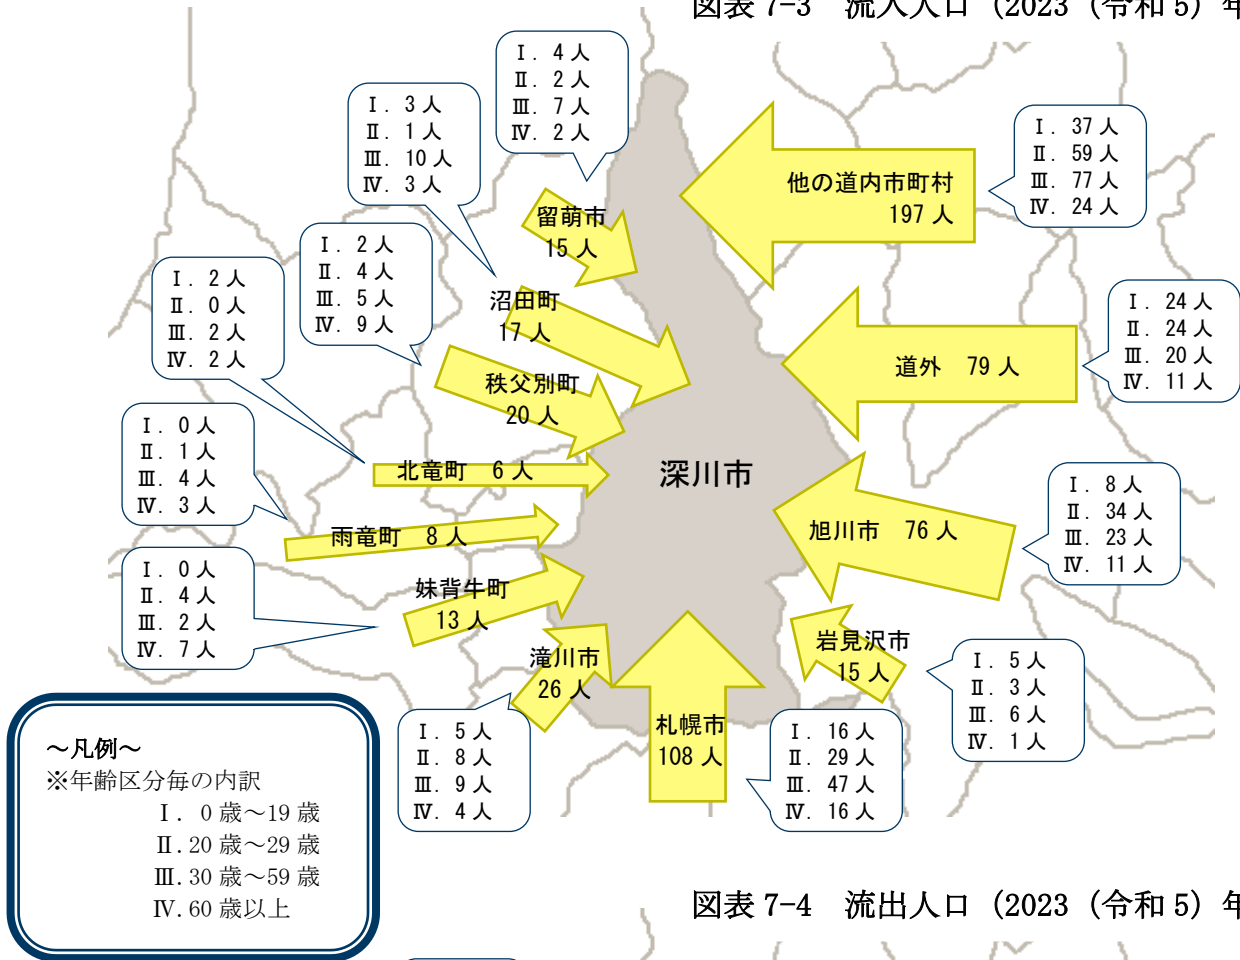 図表 7-3 流入人口（2023（令和 5）年
Ⅰ. 4 人
Ⅱ. 2 人
Ⅲ. 7 人
Ⅳ. 2 人
留萌市
15 人
Ⅰ. 3 人
Ⅱ. 1 人
Ⅲ. 10 人
Ⅳ. 3 人
沼田町
17 人
Ⅰ. 2 人
Ⅱ. 4 人
Ⅲ. 5 人
Ⅳ. 9 人
秩父別町
20 人
Ⅰ. 2 人
Ⅱ. 0 人
Ⅲ. 2 人
Ⅳ. 2 人
北竜町 6 人
Ⅰ. 0 人
Ⅱ. 1 人
Ⅲ. 4 人
Ⅳ. 3 人
雨竜町 8 人
Ⅰ. 0 人
Ⅱ. 4 人
Ⅲ. 2 人
Ⅳ. 7 人
妹背牛町
13 人
滝川市
26 人
Ⅰ. 5 人
Ⅱ. 8 人
Ⅲ. 9 人
Ⅳ. 4 人
札幌市
108 人
Ⅰ. 16 人
Ⅱ. 29 人
Ⅲ. 47 人
Ⅳ. 16 人
岩見沢市
15 人
Ⅰ. 5 人
Ⅱ. 3 人
Ⅲ. 6 人
Ⅳ. 1 人
旭川市 76 人
Ⅰ. 8 人
Ⅱ. 34 人
Ⅲ. 23 人
Ⅳ. 11 人
道外 79 人
Ⅰ. 24 人
Ⅱ. 24 人
Ⅲ. 20 人
Ⅳ. 11 人
他の道内市町村
197 人
Ⅰ. 37 人
Ⅱ. 59 人
Ⅲ. 77 人
Ⅳ. 24 人
深川市
～凡例～
※年齢区分毎の内訳
Ⅰ. 0 歳～19 歳
Ⅱ. 20 歳～29 歳
Ⅲ. 30 歳～59 歳
Ⅳ. 60 歳以上
図表 7-4 流出人口（2023（令和 5）年